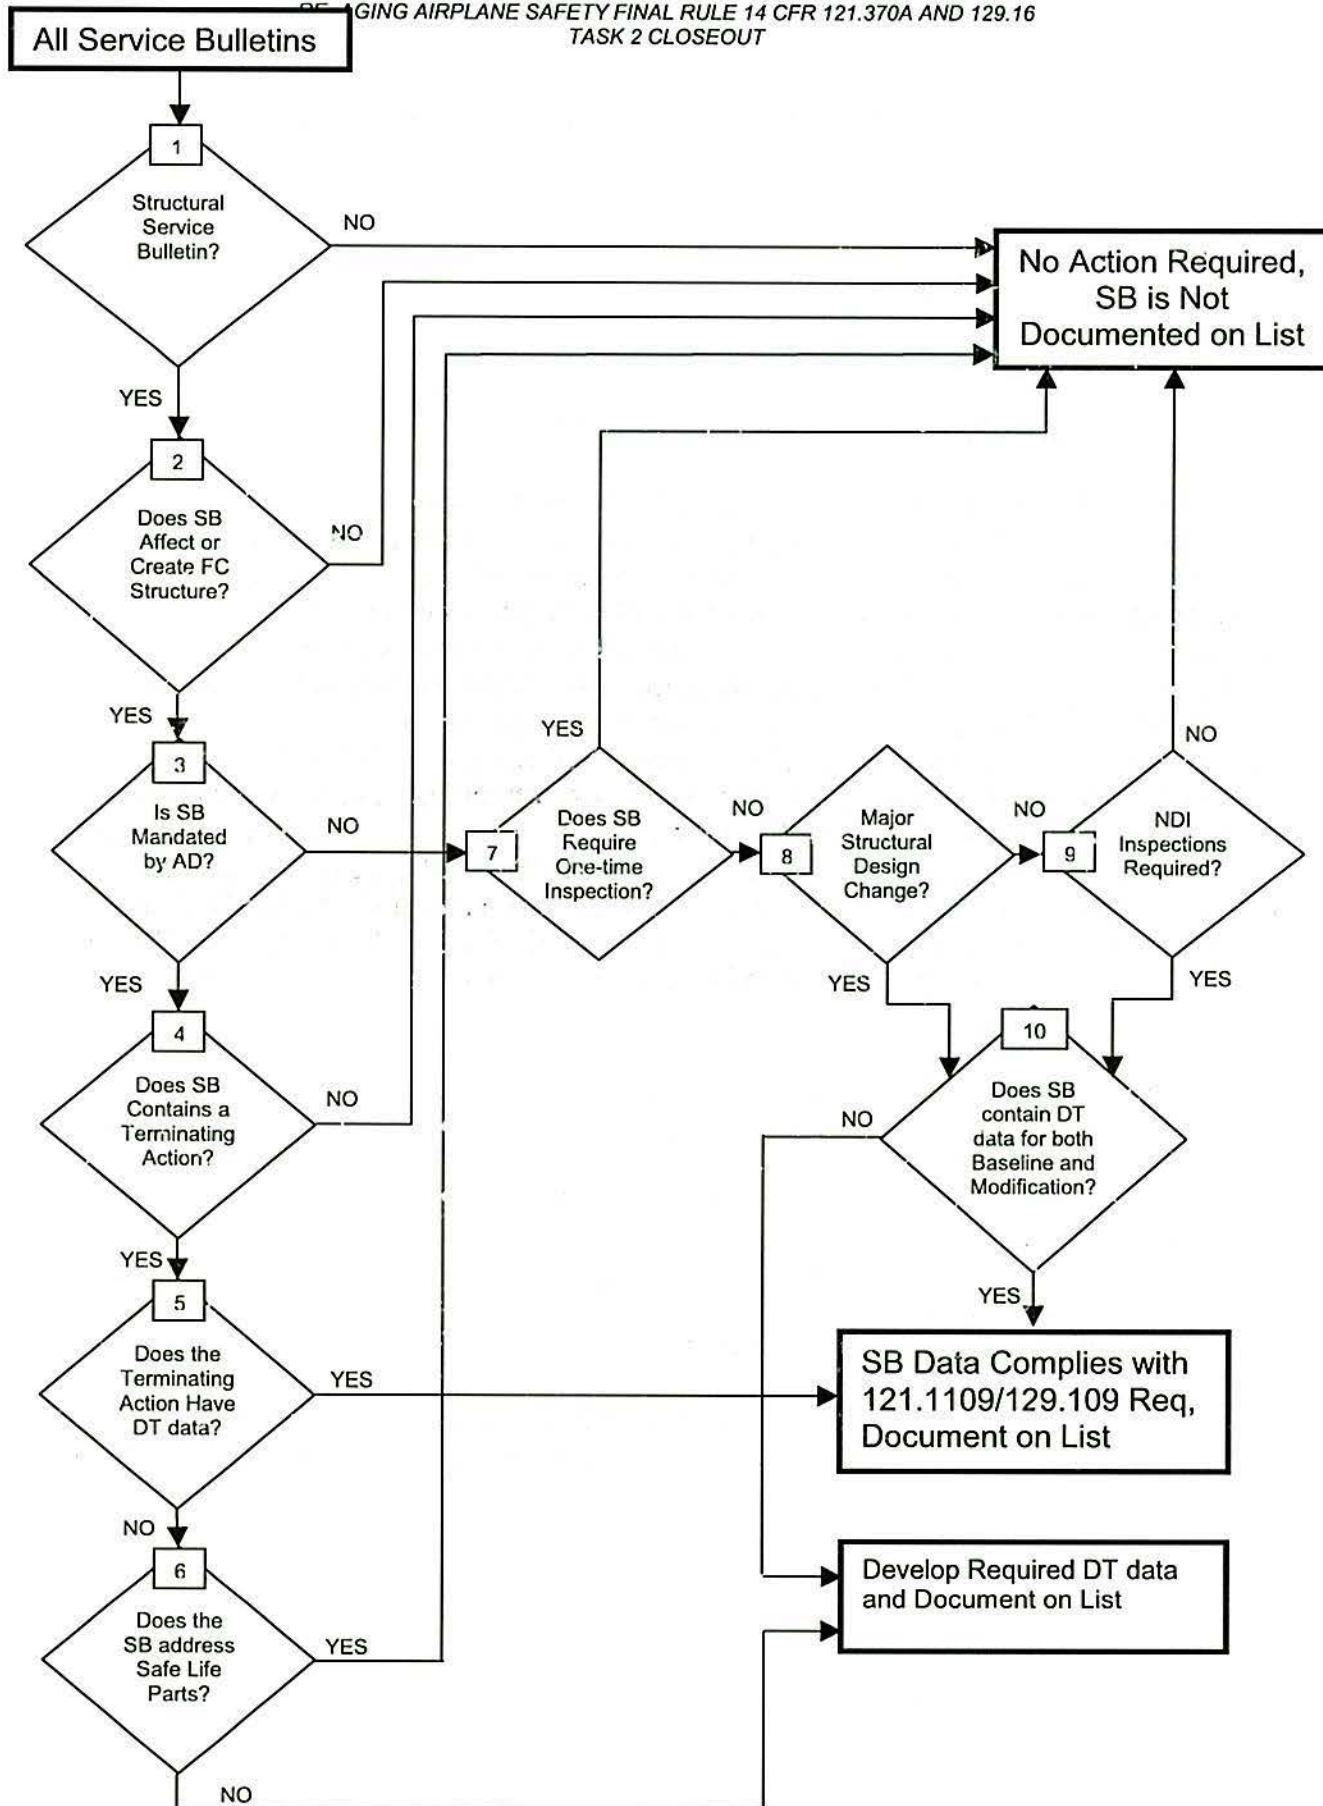 RE AGING AIRPLANE SAFETY FINAL RULE 14 CFR 121.370A AND 129.16
TASK 2 CLOSEOUT
All Service Bulletins
1
Structural
Service
Bulletin?
NO
No Action Required,
SB is Not
Documented on List
YES
2
Does SB
Affect or
Create FC
Structure?
NO
YES
3
Is SB
Mandated
by AD?
NO
YES
7
Does SB
Require
One-time
Inspection?
NO
8
Major
Structural
Design
Change?
NO
9
NDI
Inspections
Required?
NO
YES
4
Does SB
Contains a
Terminating
Action?
NO
YES
YES
10
Does SB
contain DT
data for both
Baseline and
Modification?
NO
YES
YES
5
Does the
Terminating
Action Have
DT data?
YES
SB Data Complies with
121.1109/129.109 Req,
Document on List
NO
6
Does the
SB address
Safe Life
Parts?
YES
Develop Required DT data
and Document on List
NO